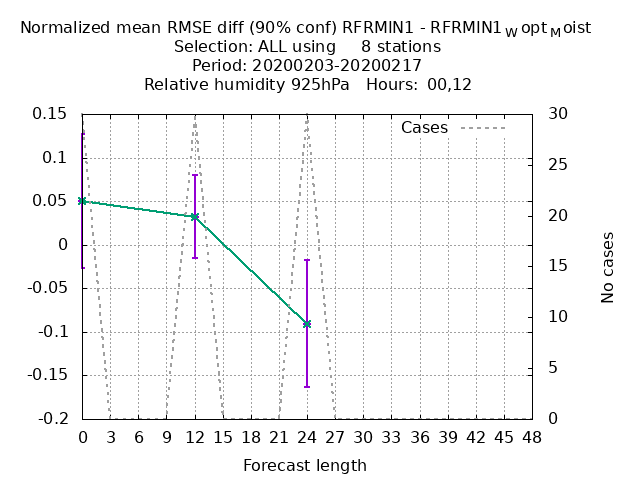 Normalized mean RMSE diff (90% conf) RFRMIN1 - RFRMIN1WoptMoist
Selection: ALL using 8 stations
Period: 20200203-20200217
Relative humidity 925hPa Hours: 00,12
Cases
0.15
0.1
0.05
0
-0.05
-0.1
-0.15
-0.2
30
25
20
15
10
5
0
No cases
0 3 6 9 12 15 18 21 24 27 30 33 36 39 42 45 48
Forecast length